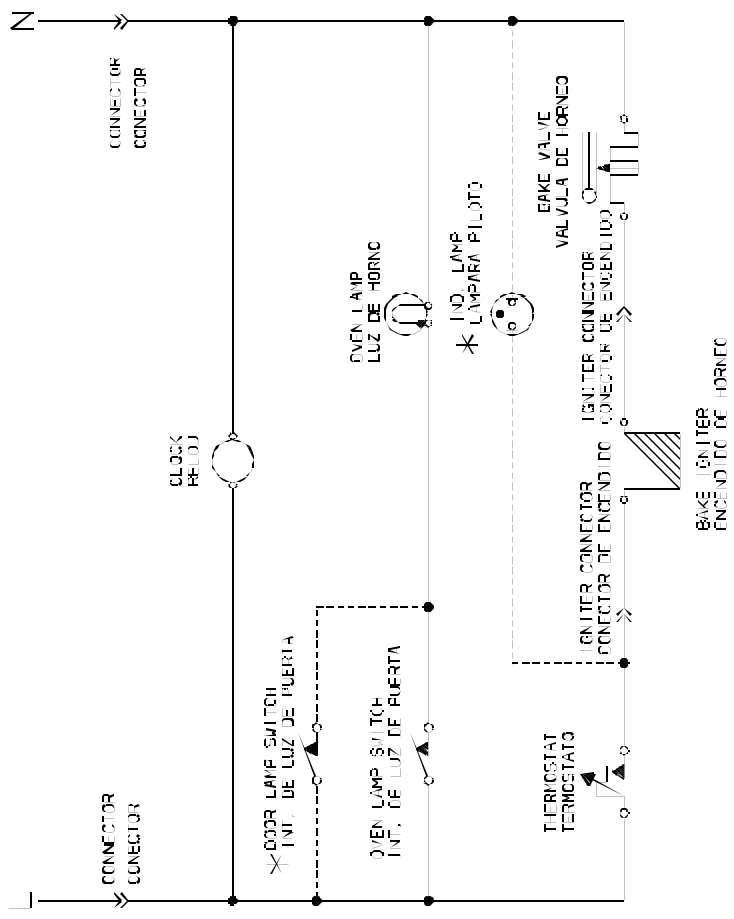 L
N
CONNECTOR
CONECTOR
CONNECTOR
CONECTOR
CLOCK
RELOJ
*DOOR LAMP SWITCH
INT. DE LUZ DE PUERTA
OVEN LAMP
LUZ DE HORNO
OVEN LAMP SWITCH
INT. DE LUZ DE PUERTA
* IND. LAMP
LAMPARA PILOTO
THERMOSTAT
TERMOSTATO
IGNITER CONNECTOR
CONECTOR DE ENCENDIDO
IGNITER CONNECTOR
CONECTOR DE ENCENDIDO
BAKE VALVE
VALVULA DE HORNEO
BAKE IGNITER
ENCENDIDO DE HORNEO